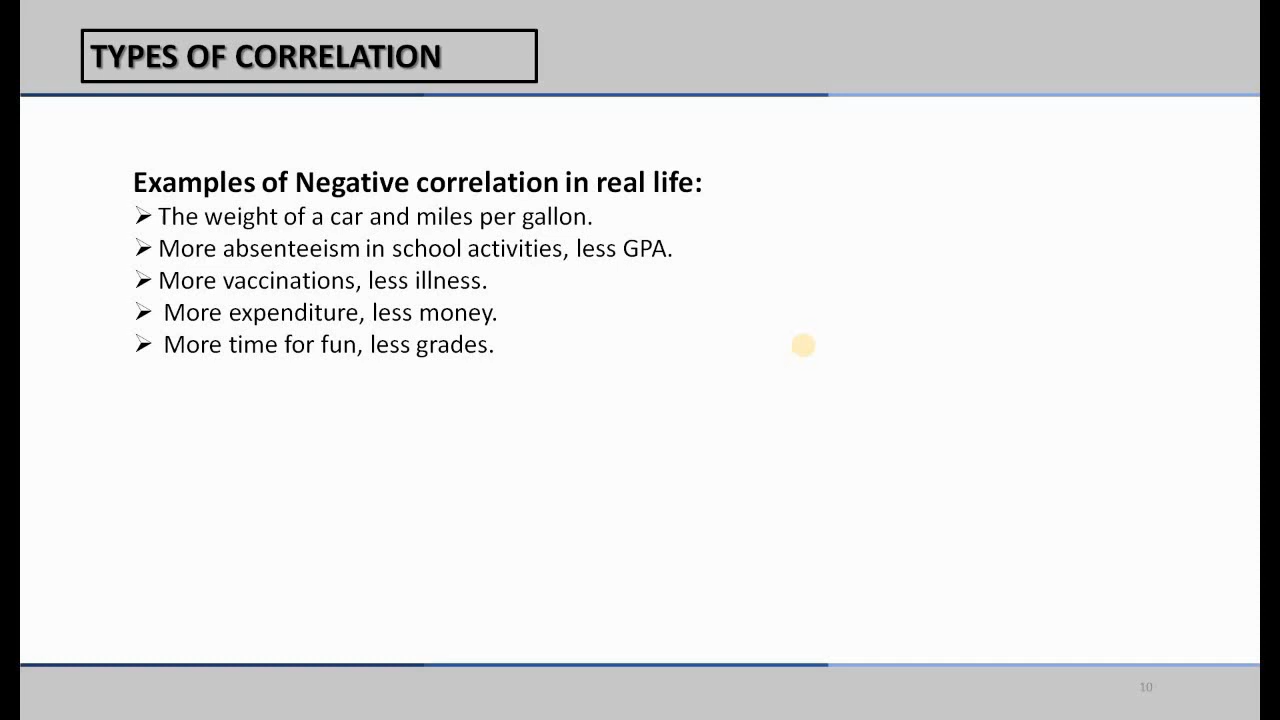 TYPES OF CORRELATION
Examples of Negative correlation in real life:
➢ The weight of a car and miles per gallon.
➢ More absenteeism in school activities, less GPA.
➢ More vaccinations, less illness.
➢ More expenditure, less money.
➢ More time for fun, less grades.
10